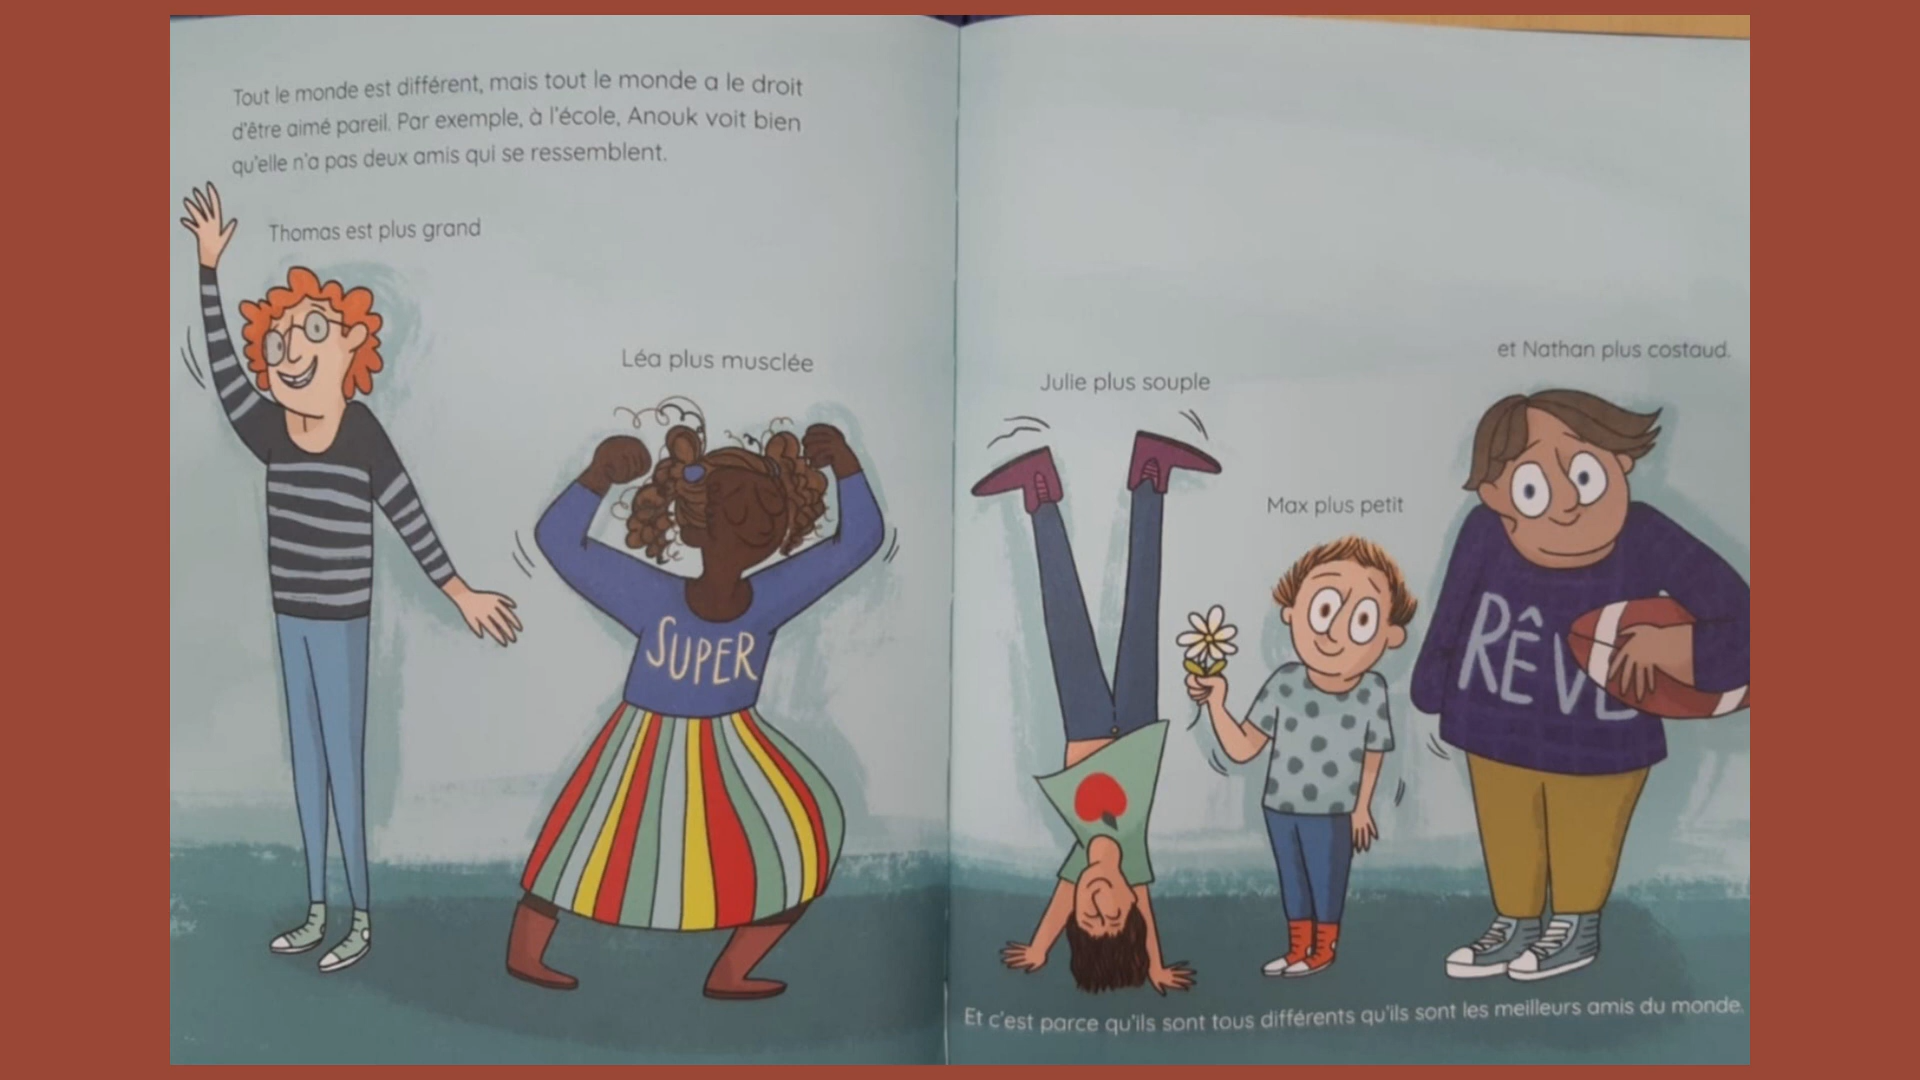 Tout le monde est différent, mais tout le monde a le droit
d'être aimé pareil. Par exemple, à l'école, Anouk voit bien
qu'elle n'a pas deux amis qui se ressemblent.
Thomas est plus grand
Léa plus musclée
SUPER
Julie plus souple
Max plus petit
et Nathan plus costaud.
RÊVE
Et c'est parce qu'ils sont tous différents qu'ils sont les meilleurs amis du monde.